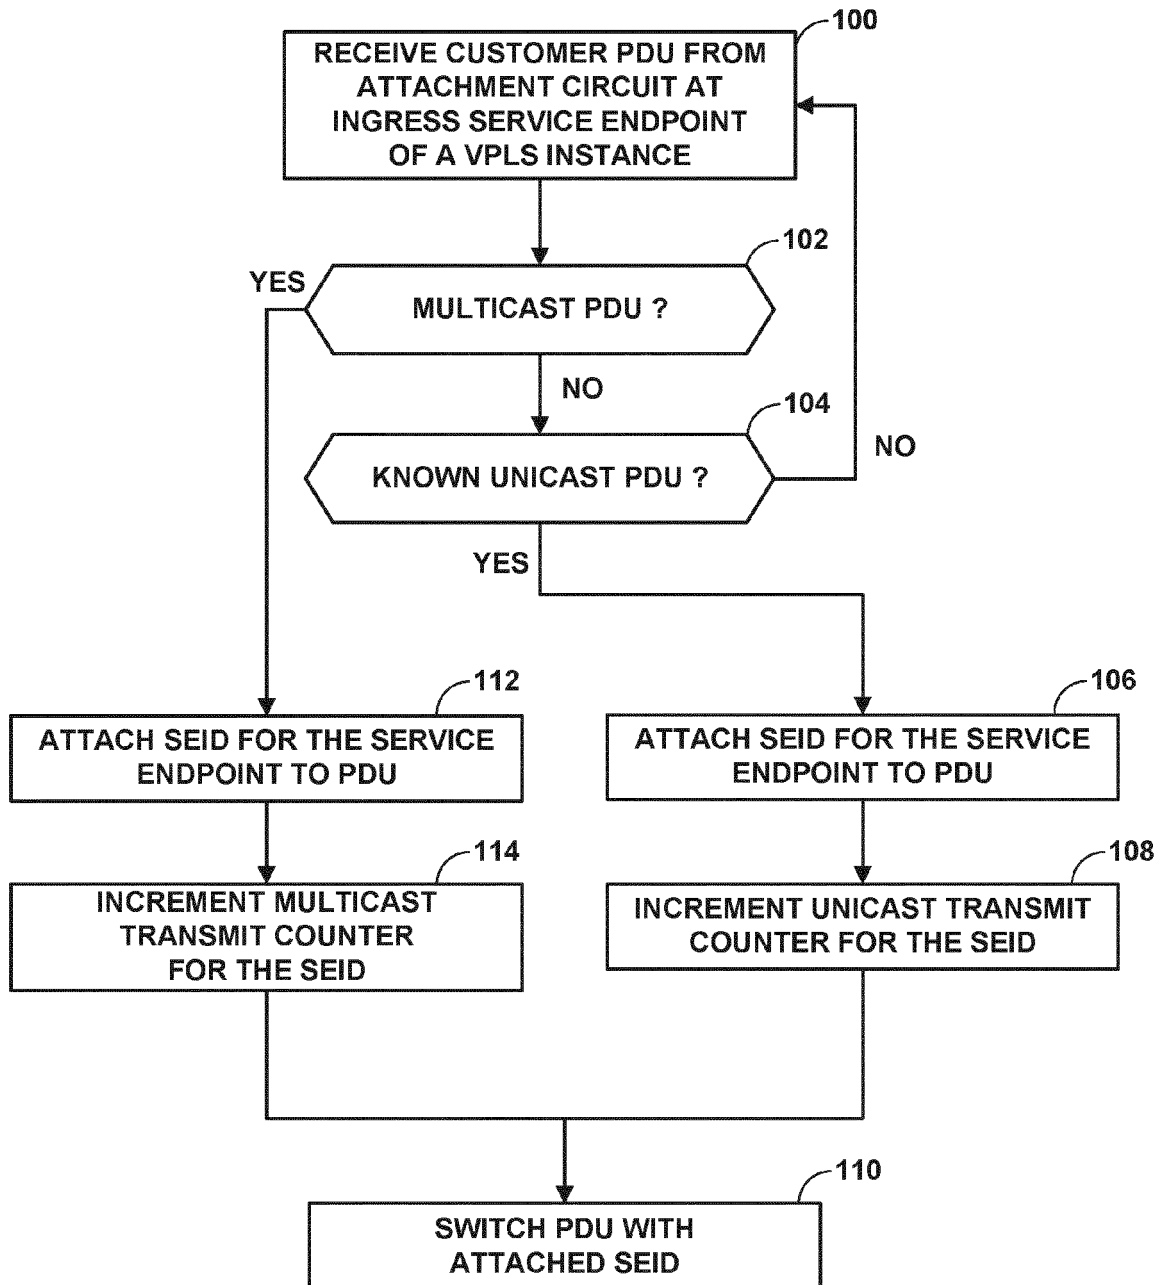 100
RECEIVE CUSTOMER PDU FROM
ATTACHMENT CIRCUIT AT
INGRESS SERVICE ENDPOINT
OF A VPLS INSTANCE
102
YES
MULTICAST PDU ?
NO
104
NO
KNOWN UNICAST PDU ?
YES
112
ATTACH SEID FOR THE SERVICE
ENDPOINT TO PDU
106
ATTACH SEID FOR THE SERVICE
ENDPOINT TO PDU
114
INCREMENT MULTICAST
TRANSMIT COUNTER
FOR THE SEID
108
INCREMENT UNICAST TRANSMIT
COUNTER FOR THE SEID
110
SWITCH PDU WITH
ATTACHED SEID